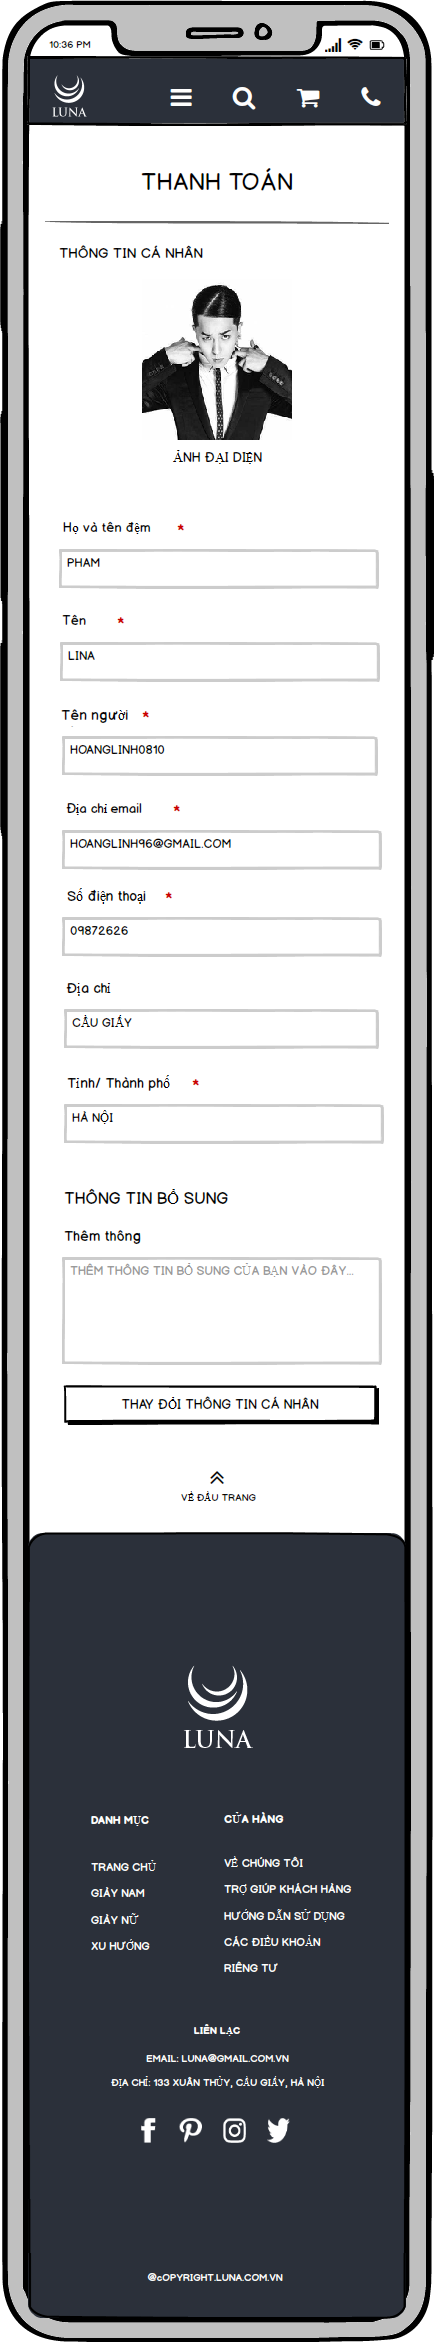 10:36 PM
LUNA
THANH TOÁN
THÔNG TIN CÁ NHÂN
ẢNH ĐẠI DIỆN
Họ và tên đệm *
PHAM
Tên *
LINA
Tên người *
HOANGLINH0810
Địa chỉ email *
HOANGLINH96@GMAIL.COM
Số điện thoại *
09872626
Địa chỉ
CẦU GIẤY
Tỉnh/ Thành phố *
HÀ NỘI
THÔNG TIN BỔ SUNG
Thêm thông
THÊM THÔNG TIN BỔ SUNG CỦA BẠN VÀO ĐÂY...
THAY ĐỔI THÔNG TIN CÁ NHÂN
VỀ ĐẦU TRANG
LUNA
DANH MỤC
TRANG CHỦ
GIÀY NAM
GIÀY NỮ
XU HƯỚNG
CỬA HÀNG
VỀ CHÚNG TÔI
TRỢ GIÚP KHÁCH HÀNG
HƯỚNG DẪN SỬ DỤNG
CÁC ĐIỀU KHOẢN
RIÊNG TƯ
LIÊN LẠC
EMAIL: LUNA@GMAIL.COM.VN
ĐỊA CHỈ: 133 XUÂN THỦY, CẦU GIẤY, HÀ NỘI
@cOPYRIGHT.LUNA.COM.VN